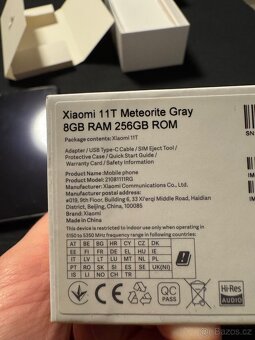 Xiaomi 11T Meteorite Gray
8GB RAM 256GB ROM
Package contents: Xiaomi 11T
Adapter / USB Type-C Cable / SIM Eject Tool /
Protective Case / Quick Start Guide /
Warranty Card / Safety Information
Product Name: Mobile phone
Model: 21081111RG
Manufacturer: Xiaomi Communications Co., Ltd.
Manufacturer postal address:
#019, 9th Floor, Building 6, 33 Xi'erqi Middle Road, Haidian
District, Beijing, China, 100085
Brand: Xiaomi
Made in China
This device is restricted to indoor use only when operating in
5150 to 5350 MHz frequency range in following countries:
AT BE BG HR CY CZ DK
EE FI FR DE EL HU IE
IT LV LT LU MT NL PL
PT RO SK SI ES SE UK(NI)
IS LI NO CH TR
SN
IM
IM
CE
QC
PASS
Hi-Res
AUDIO
bazos.cz